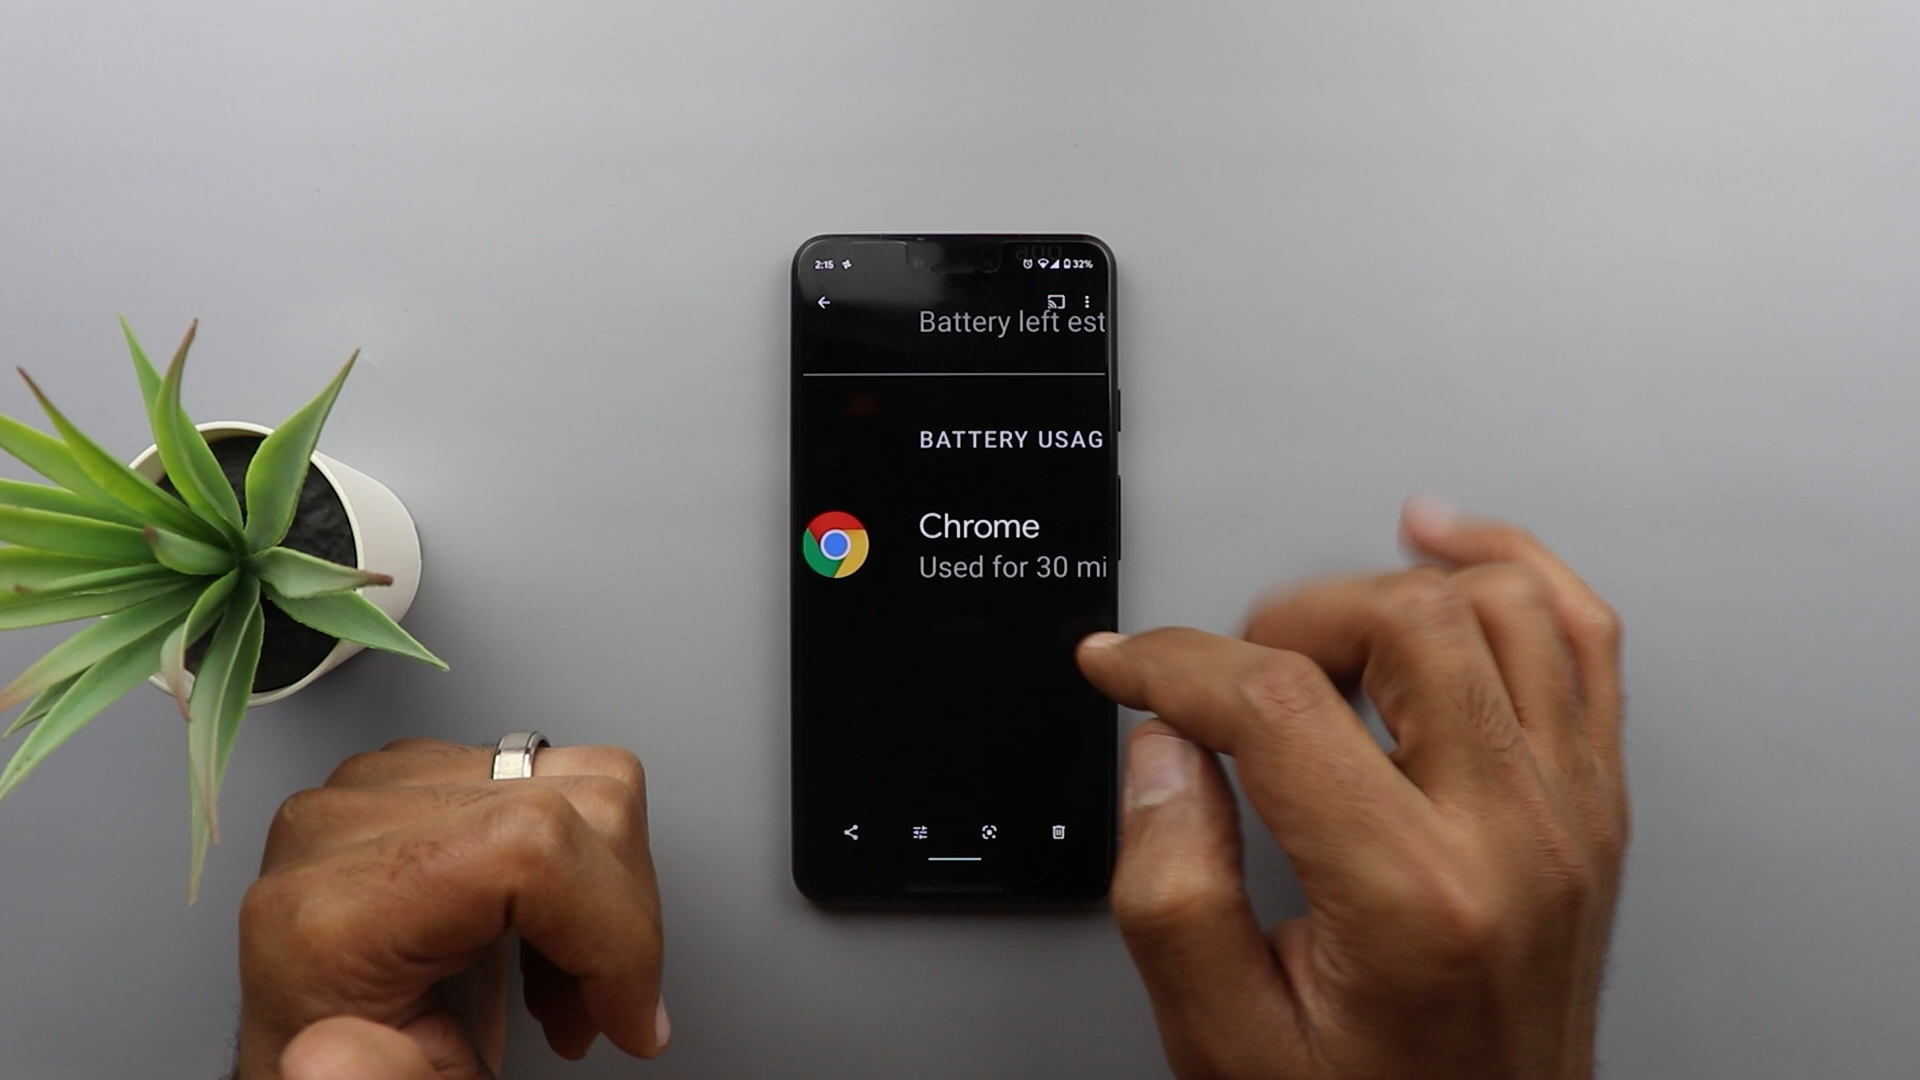 2:15 32%
Battery left est
BATTERY USAG
Chrome
Used for 30 mi